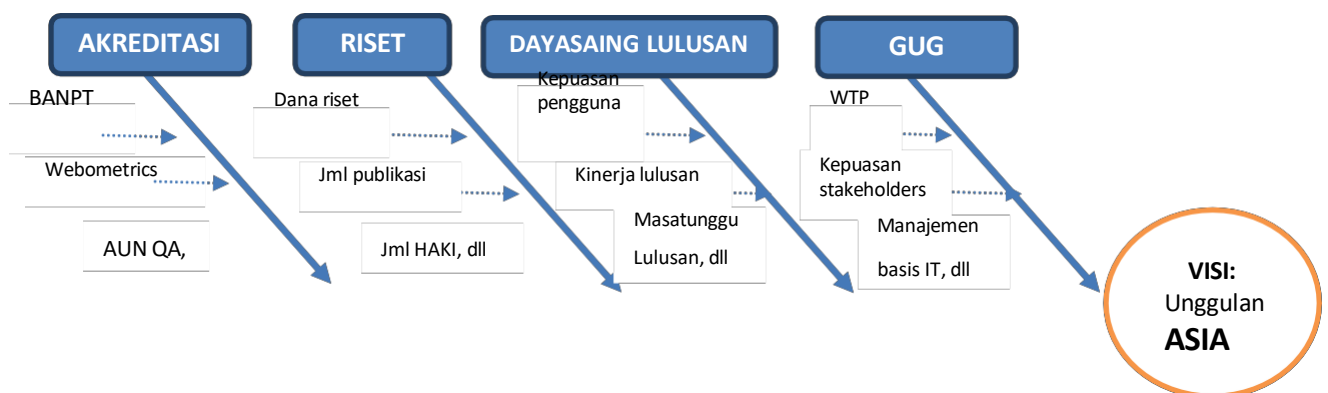 AKREDITASI
BANPT
Webometrics
AUN QA,
RISET
Dana riset
Jml publikasi
Jml HAKI, dll
DAYASAING LULUSAN
Kepuasan
pengguna
Kinerja lulusan
Masatunggu
Lulusan, dll
GUG
WTP
Kepuasan
stakeholders
Manajemen
basis IT, dll
VISI:
Unggulan
ASIA